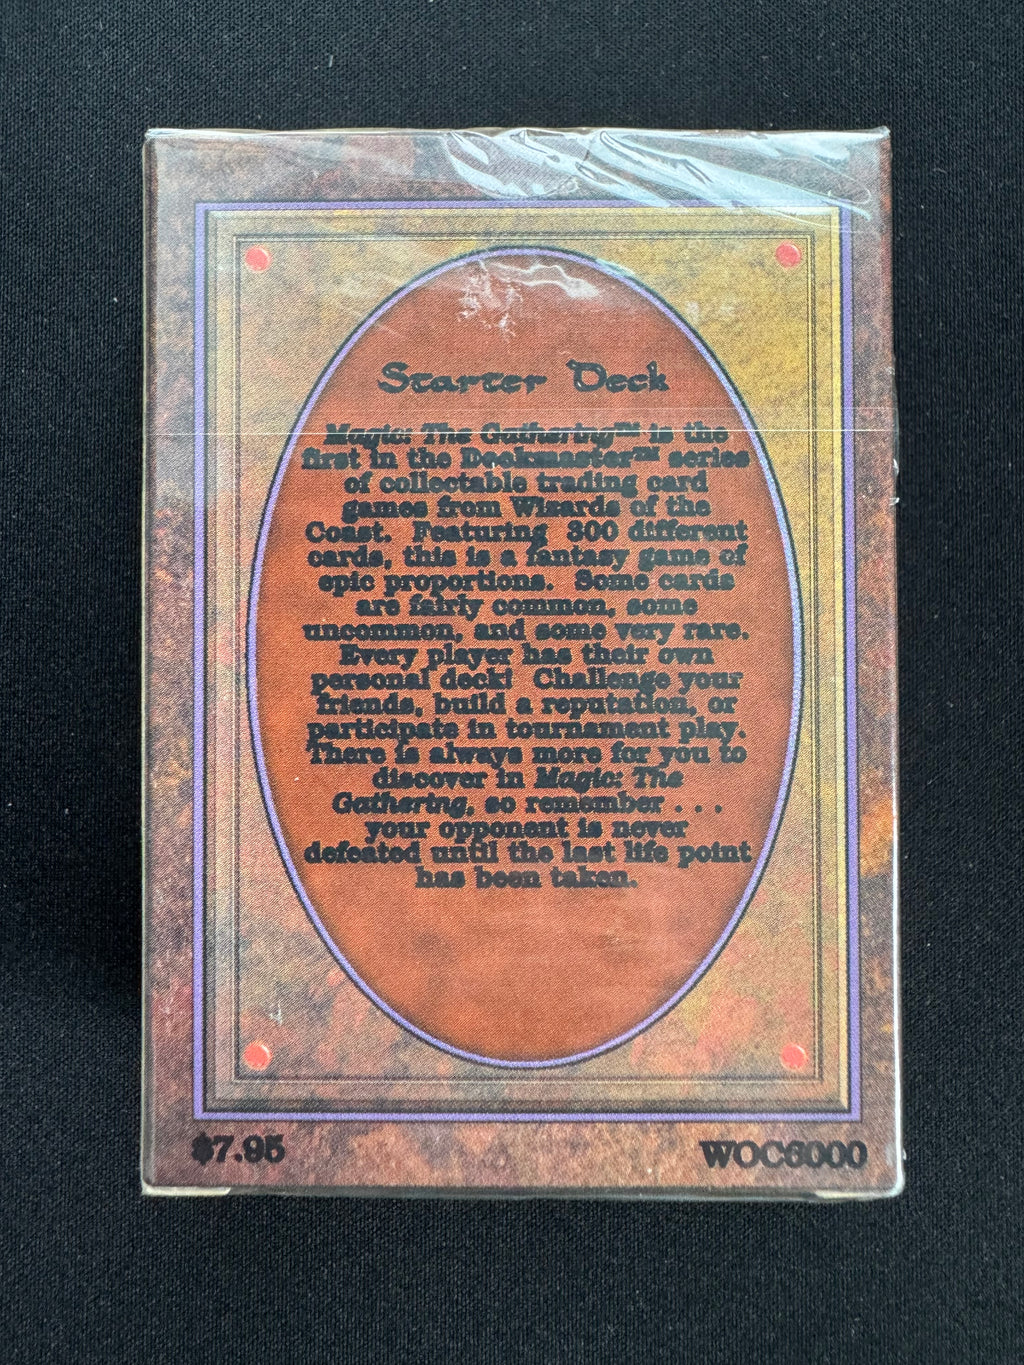 Starter Deck
Magic: The Gathering™ is the
first in the Deckmaster™ series
of collectable trading card
games from Wizards of the
Coast. Featuring 300 different
cards, this is a fantasy game of
epic proportions. Some cards
are fairly common, some
uncommon, and some very rare.
Every player has their own
personal deck! Challenge your
friends, build a reputation, or
participate in tournament play.
There is always more for you to
discover in Magic: The
Gathering, so remember . . .
your opponent is never
defeated until the last life point
has been taken.
$7.95
WOC6000